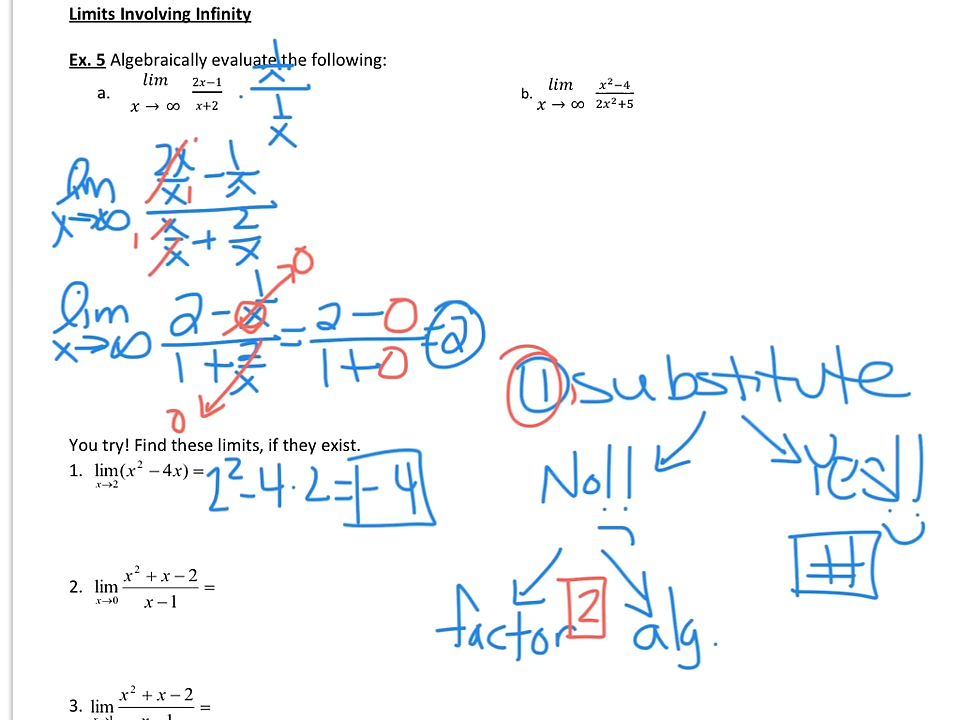 Limits Involving Infinity
Ex. 5 Algebraically evaluate the following:
a. lim x → ∞ (2x−1)/(x+2) · (1/x)/(1/x)
b. lim x → ∞ (x²−4)/(2x²+5)
lim x→∞ (2x/x − 1/x)/(x/x + 2/x)
1
1
lim x→∞ (2 − 1/x)/(1 + 2/x) = (2−0)/(1+0) = 2
0
0
① substitute
No!! Yes!!
#
factor 2 alg.
You try! Find these limits, if they exist.
1. lim x→2 (x² − 4x) = 2² − 4·2 = −4
2. lim x→0 (x² + x − 2)/(x − 1) =
3. lim (x² + x − 2) =